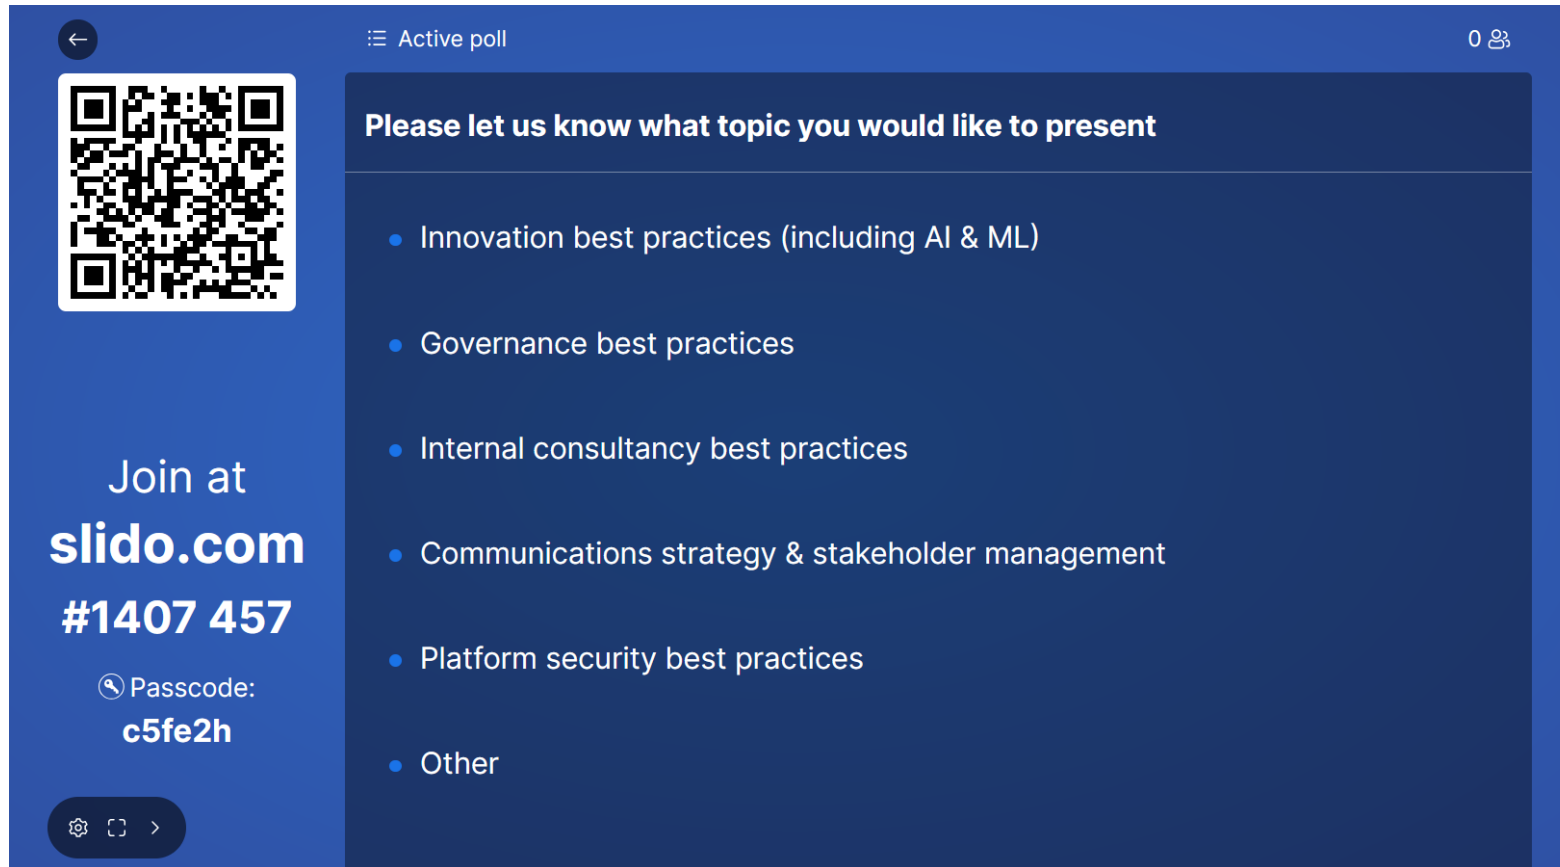 Active poll
0
Please let us know what topic you would like to present
Innovation best practices (including AI & ML)
Governance best practices
Internal consultancy best practices
Communications strategy & stakeholder management
Platform security best practices
Other
Join at
slido.com
#1407 457
Passcode:
c5fe2h